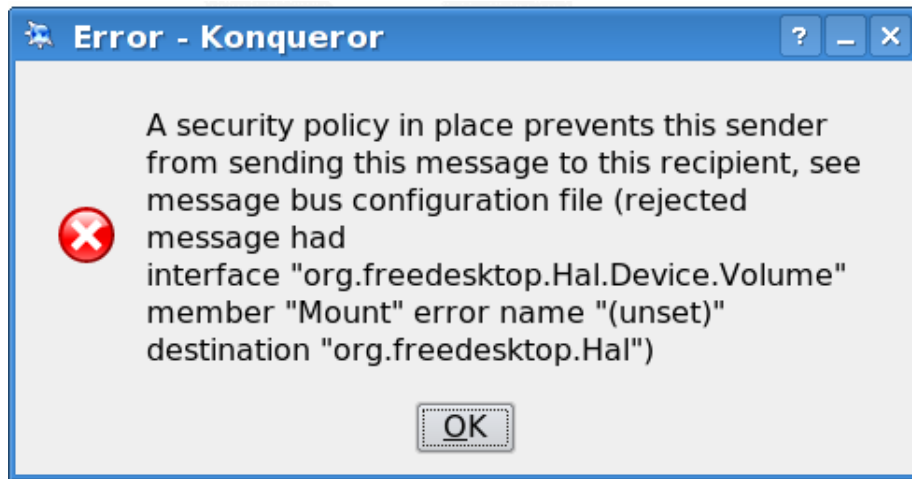 Error - Konqueror
A security policy in place prevents this sender
from sending this message to this recipient, see
message bus configuration file (rejected
message had
interface "org.freedesktop.Hal.Device.Volume"
member "Mount" error name "(unset)"
destination "org.freedesktop.Hal")
OK